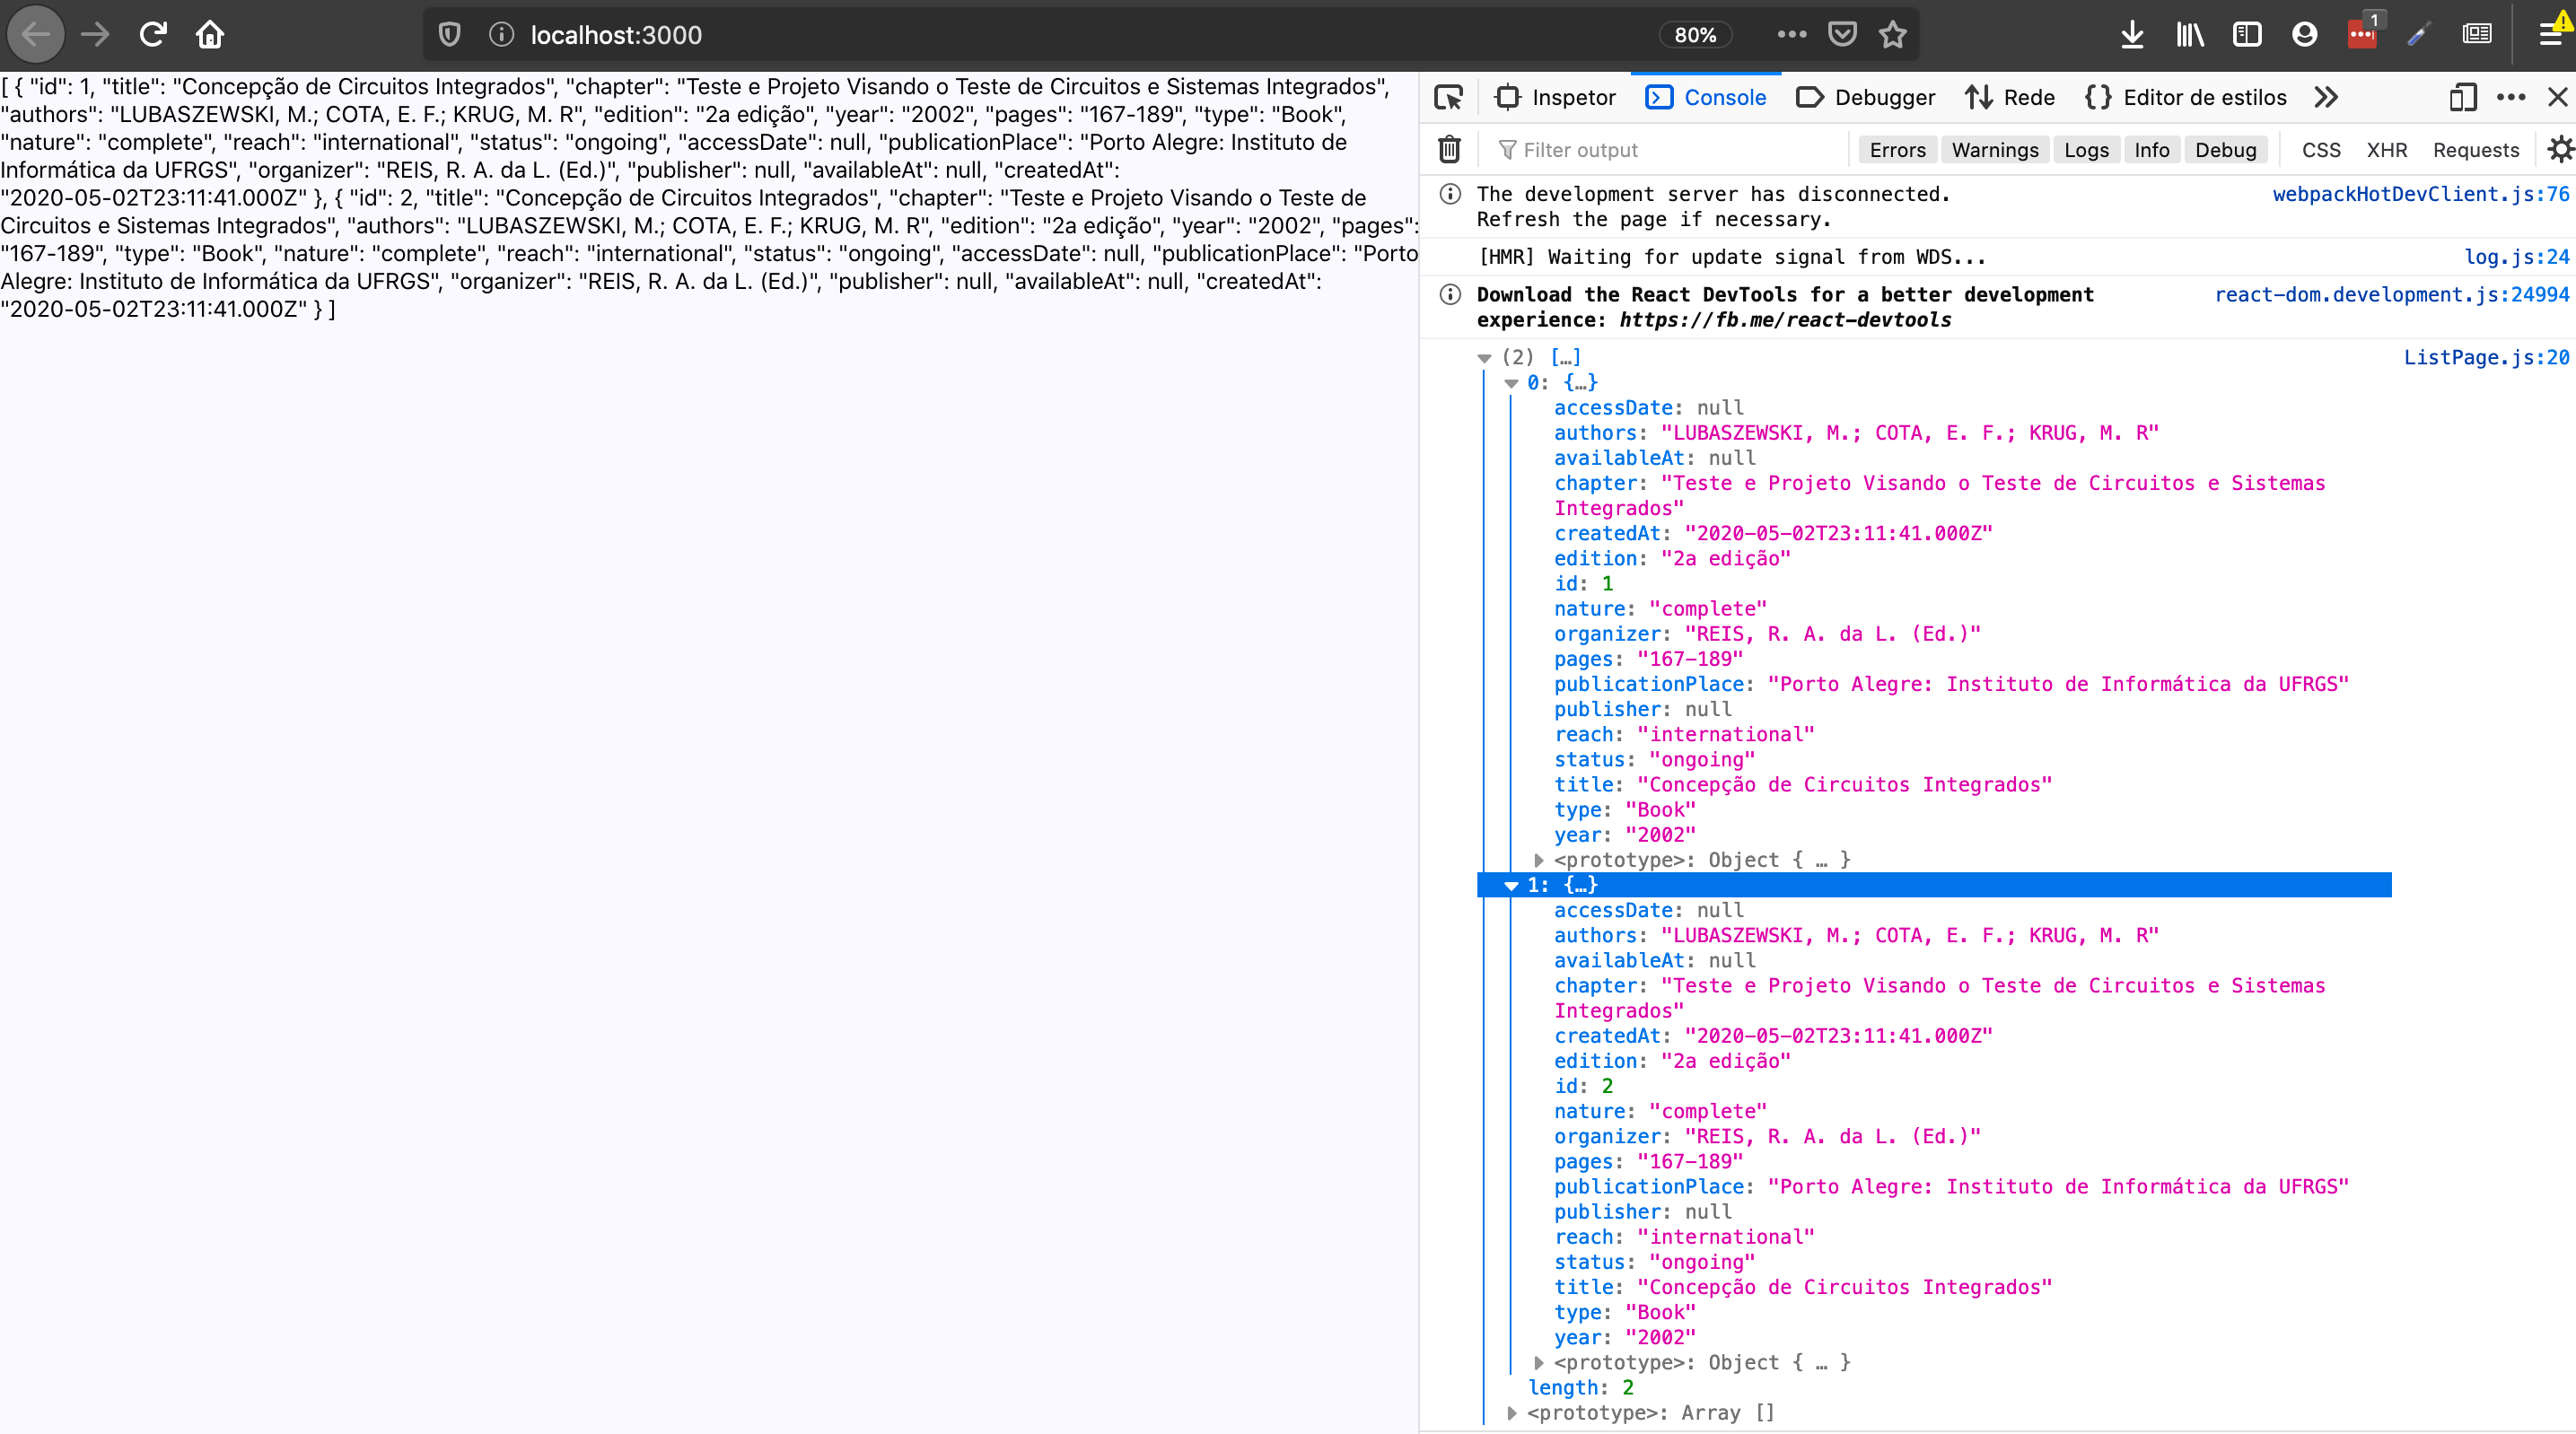 localhost:3000
80%
1
[ { "id": 1, "title": "Concepção de Circuitos Integrados", "chapter": "Teste e Projeto Visando o Teste de Circuitos e Sistemas Integrados",
"authors": "LUBASZEWSKI, M.; COTA, E. F.; KRUG, M. R", "edition": "2a edição", "year": "2002", "pages": "167-189", "type": "Book",
"nature": "complete", "reach": "international", "status": "ongoing", "accessDate": null, "publicationPlace": "Porto Alegre: Instituto de
Informática da UFRGS", "organizer": "REIS, R. A. da L. (Ed.)", "publisher": null, "availableAt": null, "createdAt":
"2020-05-02T23:11:41.000Z" }, { "id": 2, "title": "Concepção de Circuitos Integrados", "chapter": "Teste e Projeto Visando o Teste de
Circuitos e Sistemas Integrados", "authors": "LUBASZEWSKI, M.; COTA, E. F.; KRUG, M. R", "edition": "2a edição", "year": "2002", "pages":
"167-189", "type": "Book", "nature": "complete", "reach": "international", "status": "ongoing", "accessDate": null, "publicationPlace": "Porto
Alegre: Instituto de Informática da UFRGS", "organizer": "REIS, R. A. da L. (Ed.)", "publisher": null, "availableAt": null, "createdAt":
"2020-05-02T23:11:41.000Z" } ]
Inspetor Console Debugger Rede {} Editor de estilos
Filter output Errors Warnings Logs Info Debug CSS XHR Requests
The development server has disconnected. webpackHotDevClient.js:76
Refresh the page if necessary.
[HMR] Waiting for update signal from WDS... log.js:24
Download the React DevTools for a better development react-dom.development.js:24994
experience: https://fb.me/react-devtools
(2) […] ListPage.js:20
0: {…}
accessDate: null
authors: "LUBASZEWSKI, M.; COTA, E. F.; KRUG, M. R"
availableAt: null
chapter: "Teste e Projeto Visando o Teste de Circuitos e Sistemas
Integrados"
createdAt: "2020-05-02T23:11:41.000Z"
edition: "2a edição"
id: 1
nature: "complete"
organizer: "REIS, R. A. da L. (Ed.)"
pages: "167-189"
publicationPlace: "Porto Alegre: Instituto de Informática da UFRGS"
publisher: null
reach: "international"
status: "ongoing"
title: "Concepção de Circuitos Integrados"
type: "Book"
year: "2002"
<prototype>: Object { … }
1: {…}
accessDate: null
authors: "LUBASZEWSKI, M.; COTA, E. F.; KRUG, M. R"
availableAt: null
chapter: "Teste e Projeto Visando o Teste de Circuitos e Sistemas
Integrados"
createdAt: "2020-05-02T23:11:41.000Z"
edition: "2a edição"
id: 2
nature: "complete"
organizer: "REIS, R. A. da L. (Ed.)"
pages: "167-189"
publicationPlace: "Porto Alegre: Instituto de Informática da UFRGS"
publisher: null
reach: "international"
status: "ongoing"
title: "Concepção de Circuitos Integrados"
type: "Book"
year: "2002"
<prototype>: Object { … }
length: 2
<prototype>: Array []